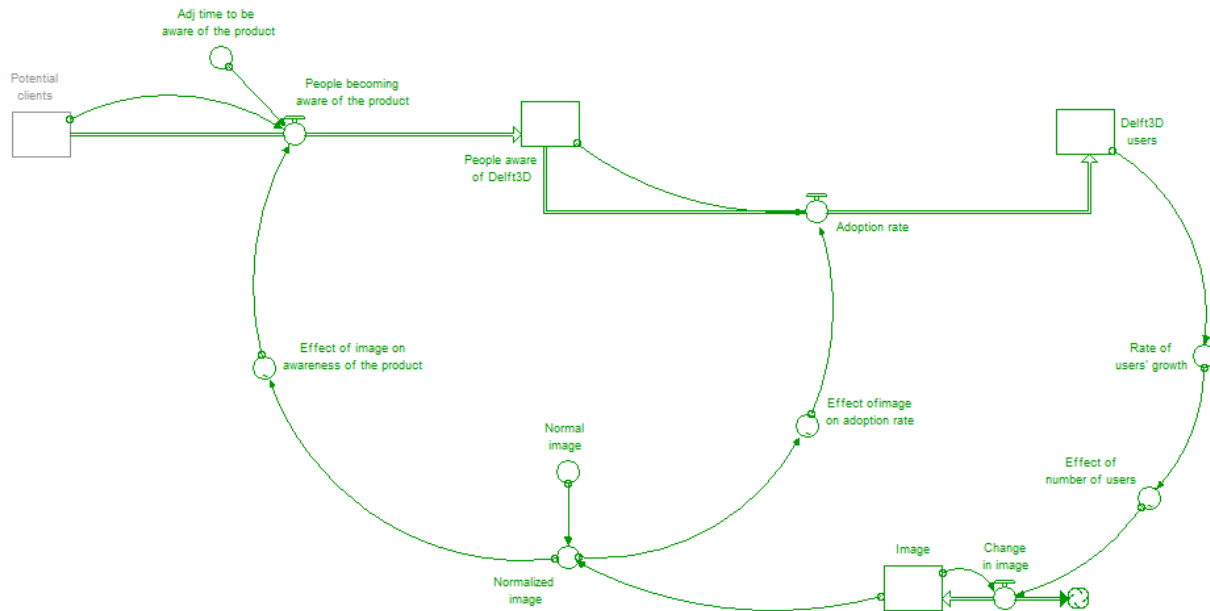 Adj time to be
aware of the product
Potential
clients
People becoming
aware of the product
People aware
of Delft3D
Delft3D
users
Adoption rate
Effect of image on
awareness of the product
Rate of
users' growth
Effect ofimage
on adoption rate
Normal
image
Effect of
number of users
Normalized
image
Image
Change
in image